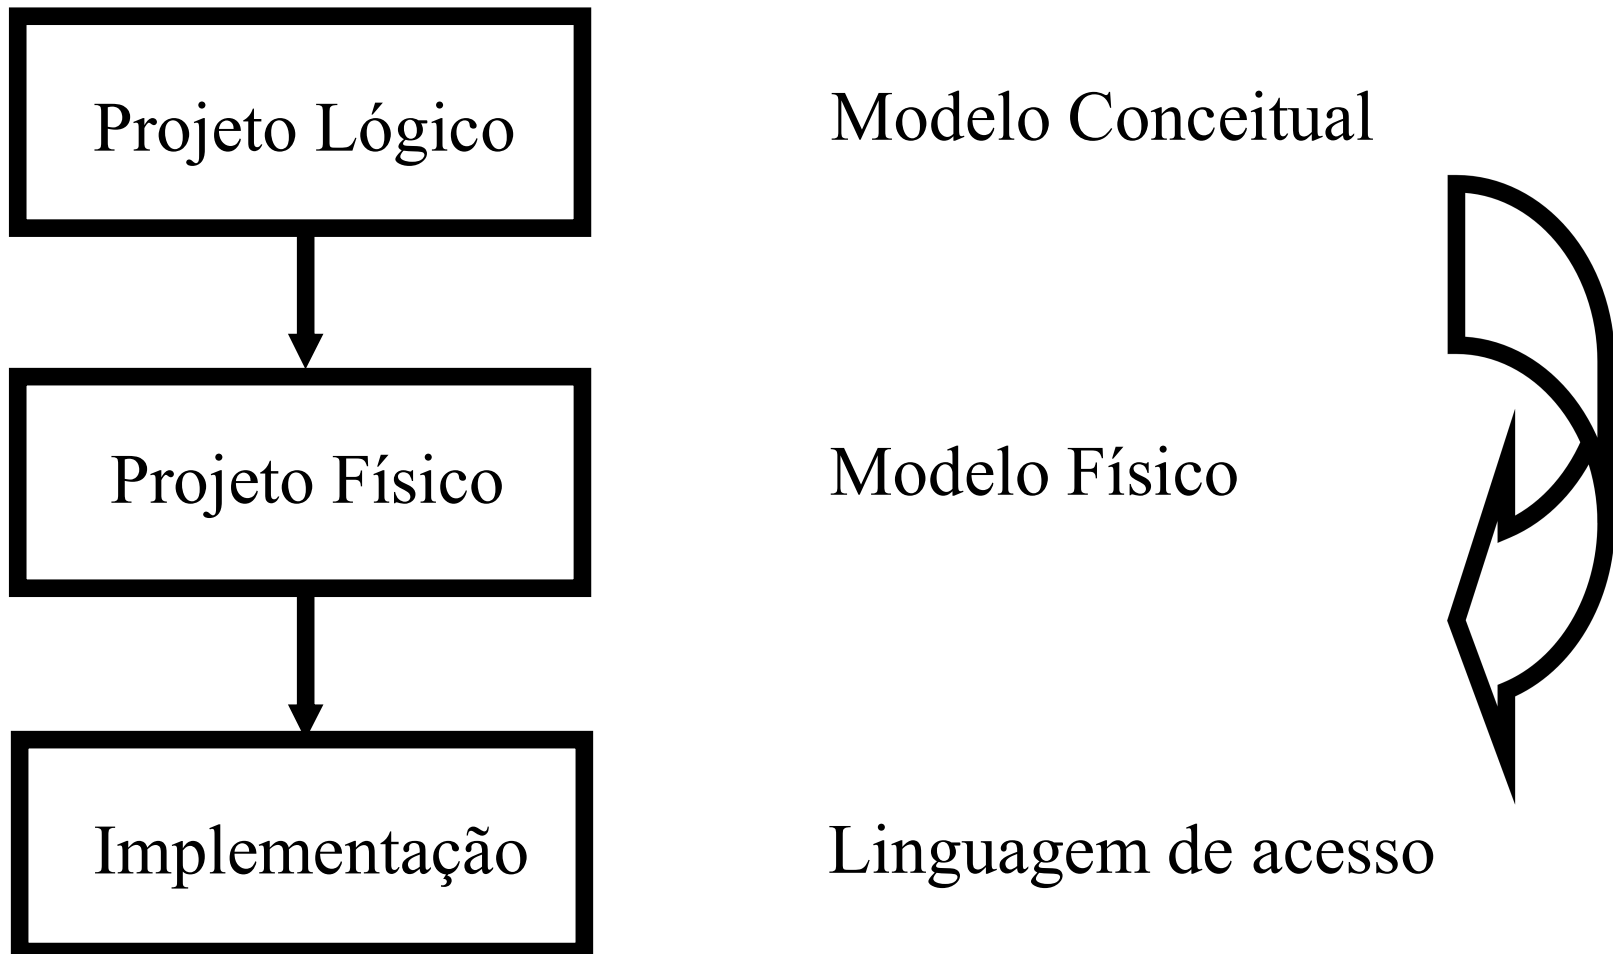 Projeto Lógico
Modelo Conceitual
Projeto Físico
Modelo Físico
Implementação
Linguagem de acesso